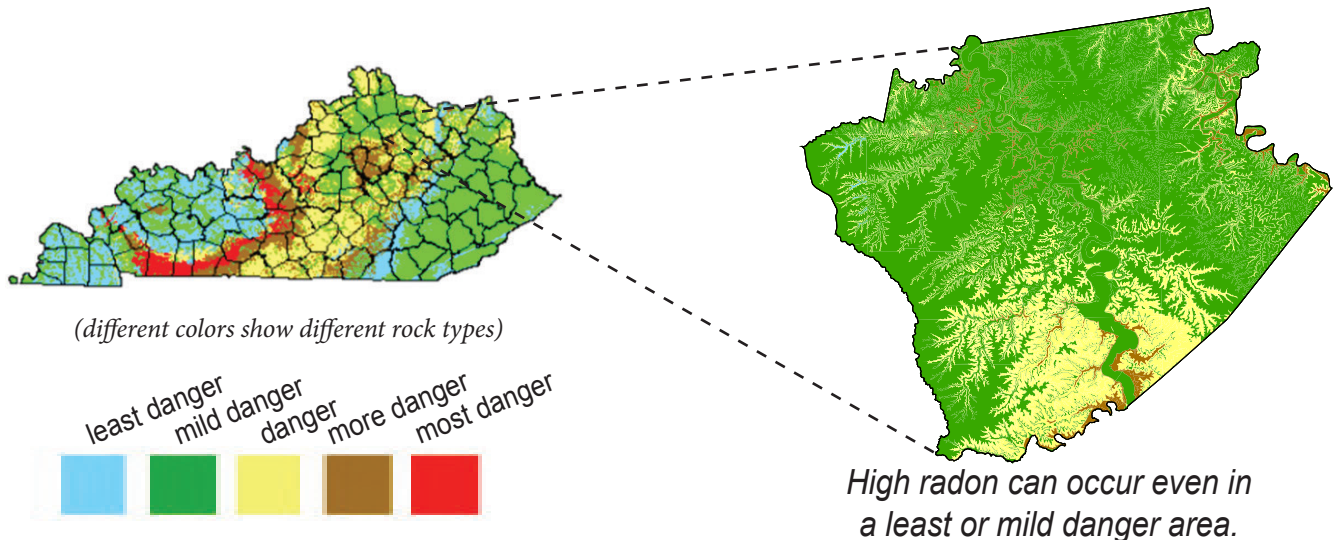 (different colors show different rock types)
least danger
mild danger
danger
more danger
most danger
High radon can occur even in
a least or mild danger area.